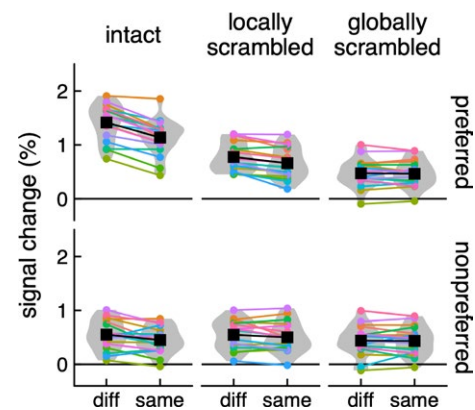 intact
locally
scrambled
globally
scrambled
signal change (%)
2
1
0
preferred
2
1
0
nonpreferred
diff same
diff same
diff same